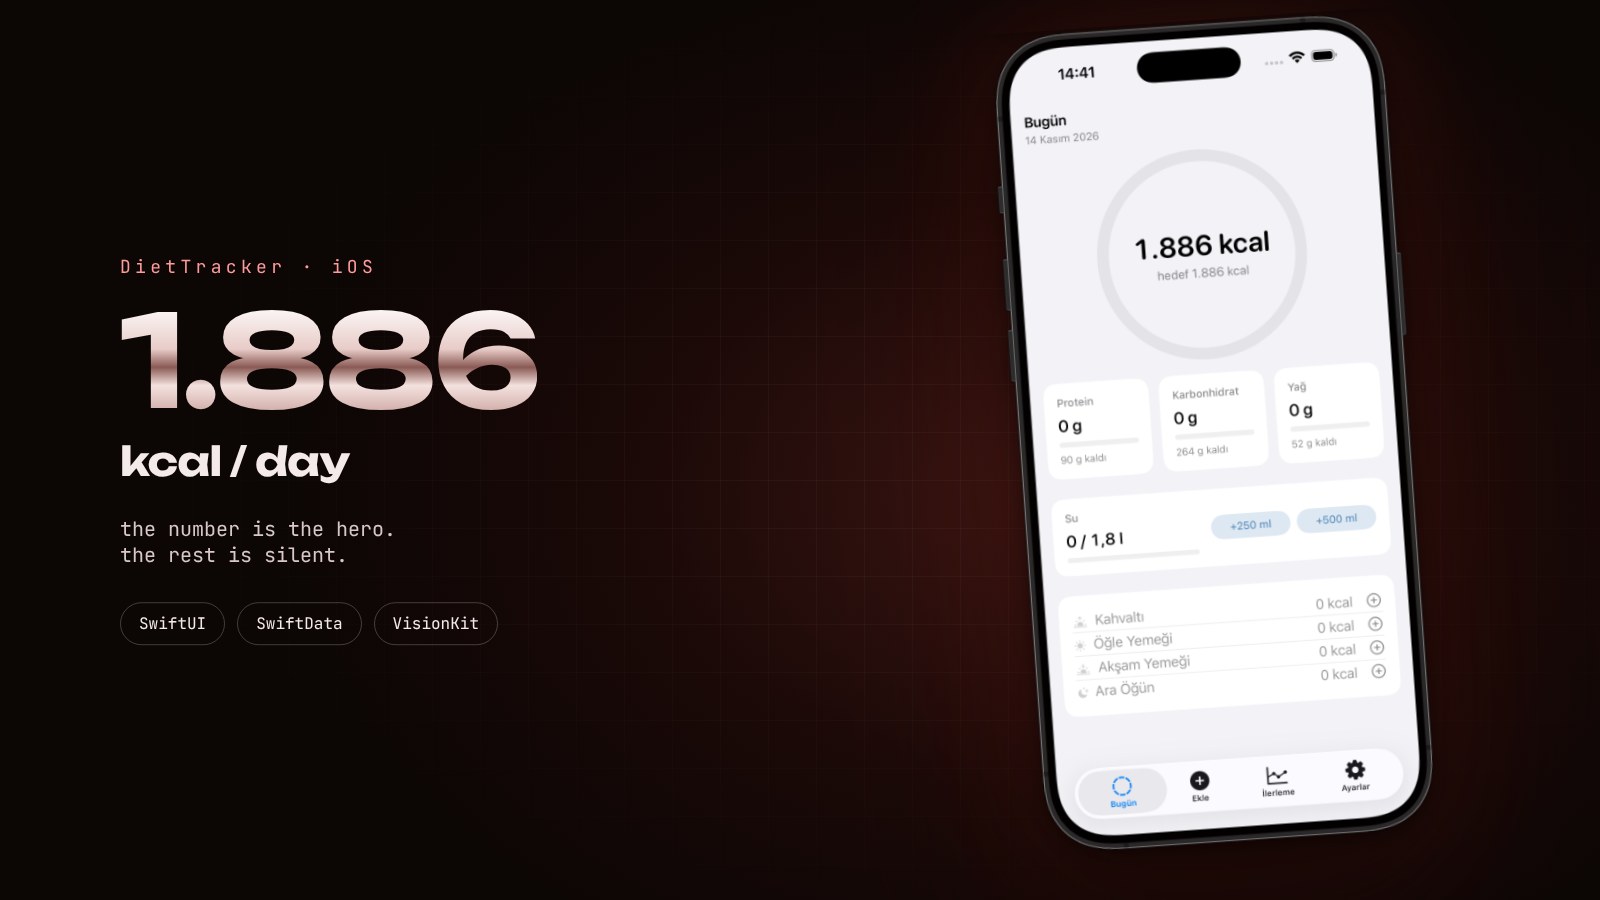 DietTracker · iOS
1.886
kcal / day
the number is the hero.
the rest is silent.
SwiftUI SwiftData VisionKit
14:41
Bugün
14 Kasım 2026
1.886 kcal
hedef 1.886 kcal
Protein
0 g
90 g kaldı
Karbonhidrat
0 g
264 g kaldı
Yağ
0 g
52 g kaldı
Su
0 / 1,8 l
+250 ml +500 ml
Kahvaltı 0 kcal
Öğle Yemeği 0 kcal
Akşam Yemeği 0 kcal
Ara Öğün 0 kcal
Bugün Ekle İlerleme Ayarlar